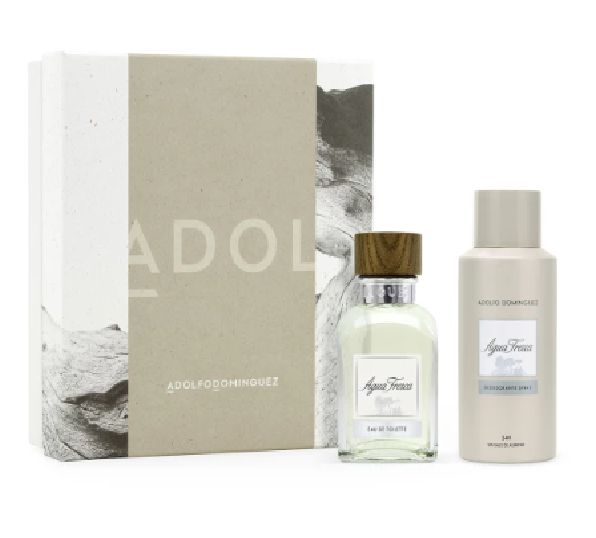 ADOL
ADOLFODOMINGUEZ
Agua Fresca
EAU DE TOILETTE
ADOLFO DOMINGUEZ
Agua Fresca